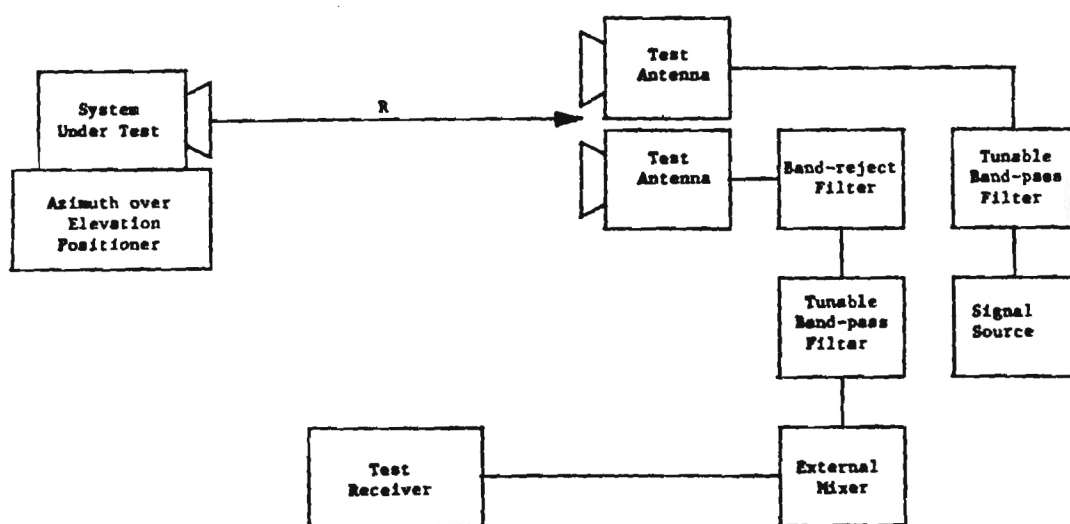 System
Under Test
Azimuth over
Elevation
Positioner
R
Test
Antenna
Test
Antenna
Band-reject
Filter
Tunable
Band-pass
Filter
Tunable
Band-pass
Filter
Signal
Source
Test
Receiver
External
Mixer